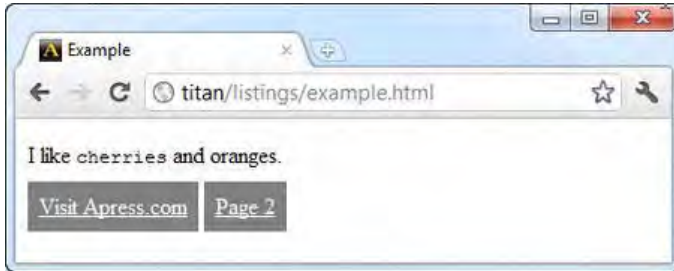 Example
titan/listings/example.html
I like cherries and oranges.
Visit Apress.com Page 2